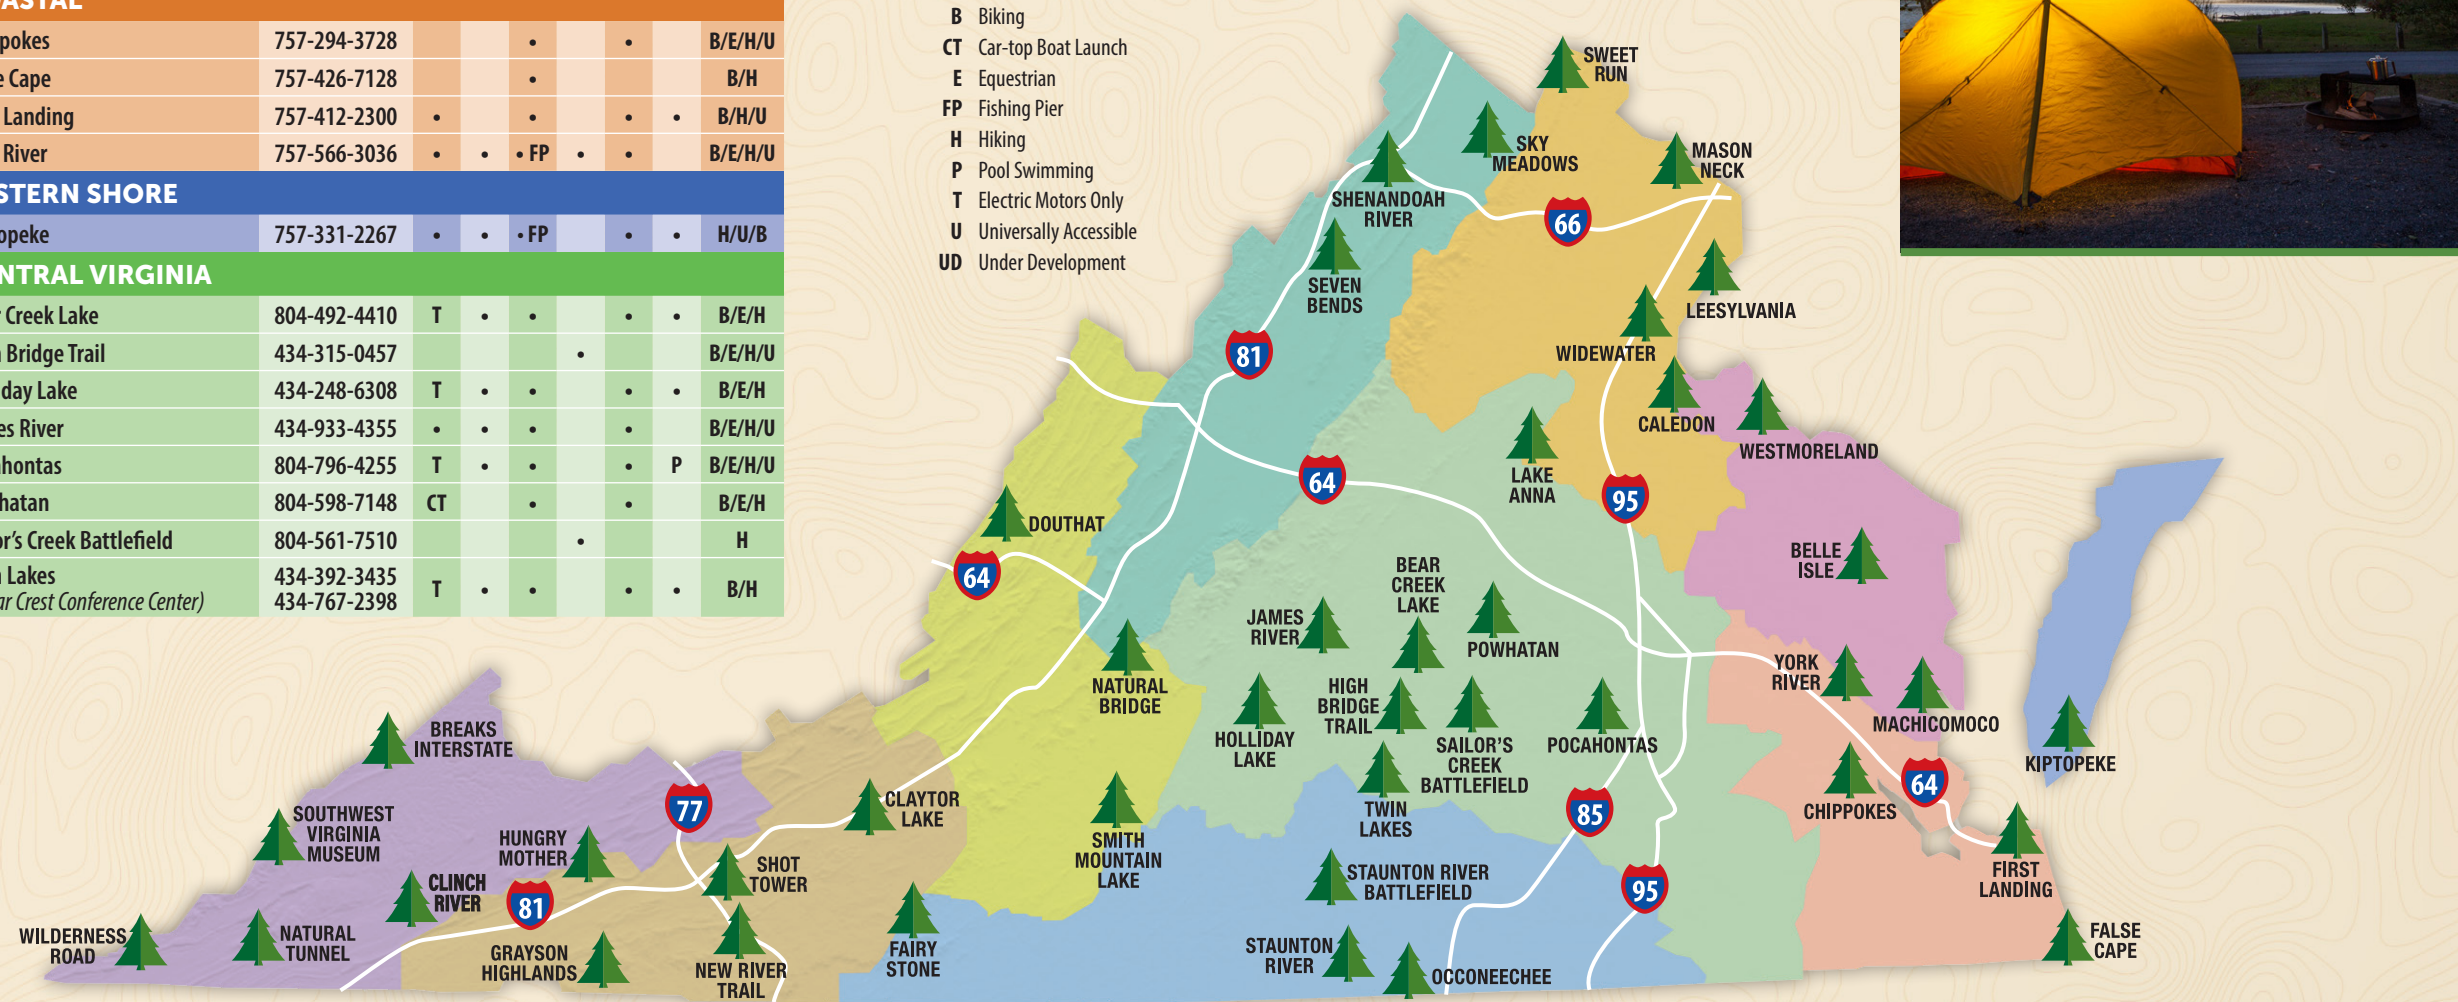 pokes 757-294-3728 • • B/E/H/U
e Cape 757-426-7128 • B/H
Landing 757-412-2300 • • • • B/H/U
River 757-566-3036 • • • FP • • B/E/H/U
STERN SHORE
opeke 757-331-2267 • • • FP • • H/U/B
NTRAL VIRGINIA
Creek Lake 804-492-4410 T • • • • B/E/H
Bridge Trail 434-315-0457 • B/E/H/U
day Lake 434-248-6308 T • • • • B/E/H
es River 434-933-4355 • • • • B/E/H/U
hontas 804-796-4255 T • • • P B/E/H/U
hatan 804-598-7148 CT • • B/E/H
or's Creek Battlefield 804-561-7510 • H
Lakes 434-392-3435
ar Crest Conference Center) 434-767-2398 T • • • • B/H
B Biking
CT Car-top Boat Launch
E Equestrian
FP Fishing Pier
H Hiking
P Pool Swimming
T Electric Motors Only
U Universally Accessible
UD Under Development
SWEET
RUN
SKY
MEADOWS
MASON
NECK
SHENANDOAH
RIVER
66
SEVEN
BENDS
LEESYLVANIA
81
WIDEWATER
CALEDON
WESTMORELAND
LAKE
ANNA
64
95
DOUTHAT
64
BELLE
ISLE
BEAR
CREEK
LAKE
JAMES
RIVER
POWHATAN
YORK
RIVER
NATURAL
BRIDGE
HIGH
BRIDGE
TRAIL
MACHICOMOCO
HOLLIDAY
LAKE
SAILOR'S
CREEK
BATTLEFIELD
POCAHONTAS
KIPTOPEKE
BREAKS
INTERSTATE
64
77
85
CLAYTOR
LAKE
TWIN
LAKES
CHIPPOKES
SOUTHWEST
VIRGINIA
MUSEUM
HUNGRY
MOTHER
SMITH
MOUNTAIN
LAKE
SHOT
TOWER
STAUNTON RIVER
BATTLEFIELD
FIRST
LANDING
CLINCH
RIVER
81
95
WILDERNESS
ROAD
NATURAL
TUNNEL
GRAYSON
HIGHLANDS
NEW RIVER
TRAIL
FAIRY
STONE
STAUNTON
RIVER
OCCONEECHEE
FALSE
CAPE